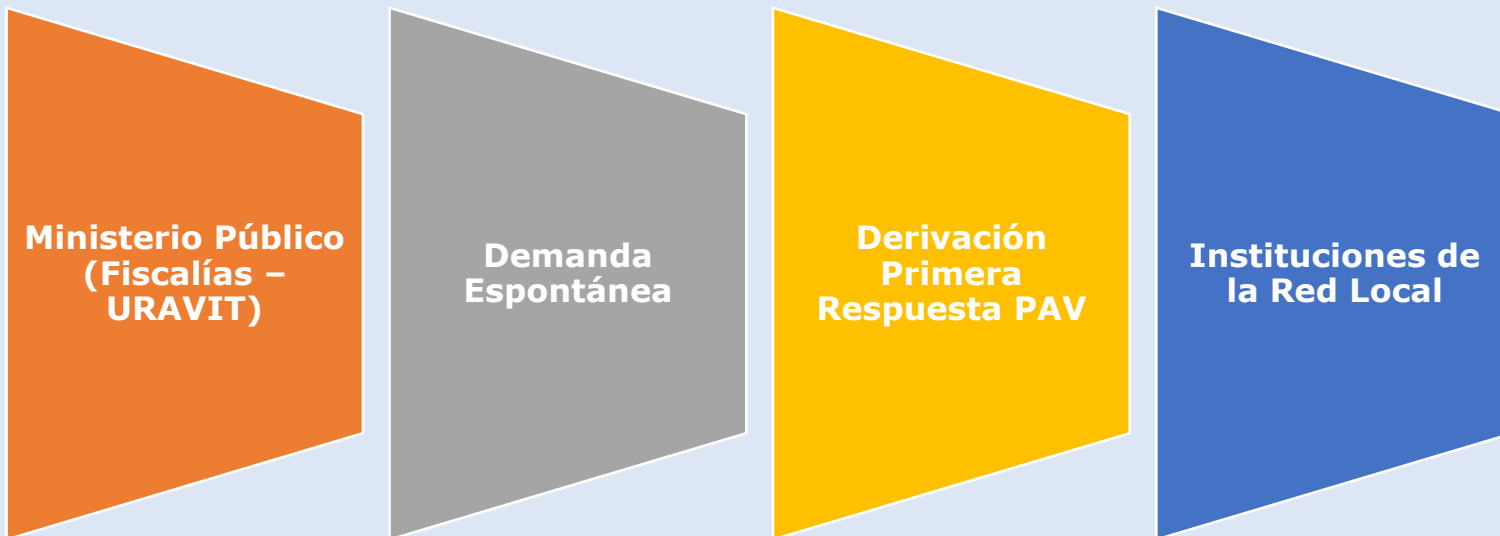 Ministerio Público
(Fiscalías –
URAVIT)
Demanda
Espontánea
Derivación
Primera
Respuesta PAV
Instituciones de
la Red Local